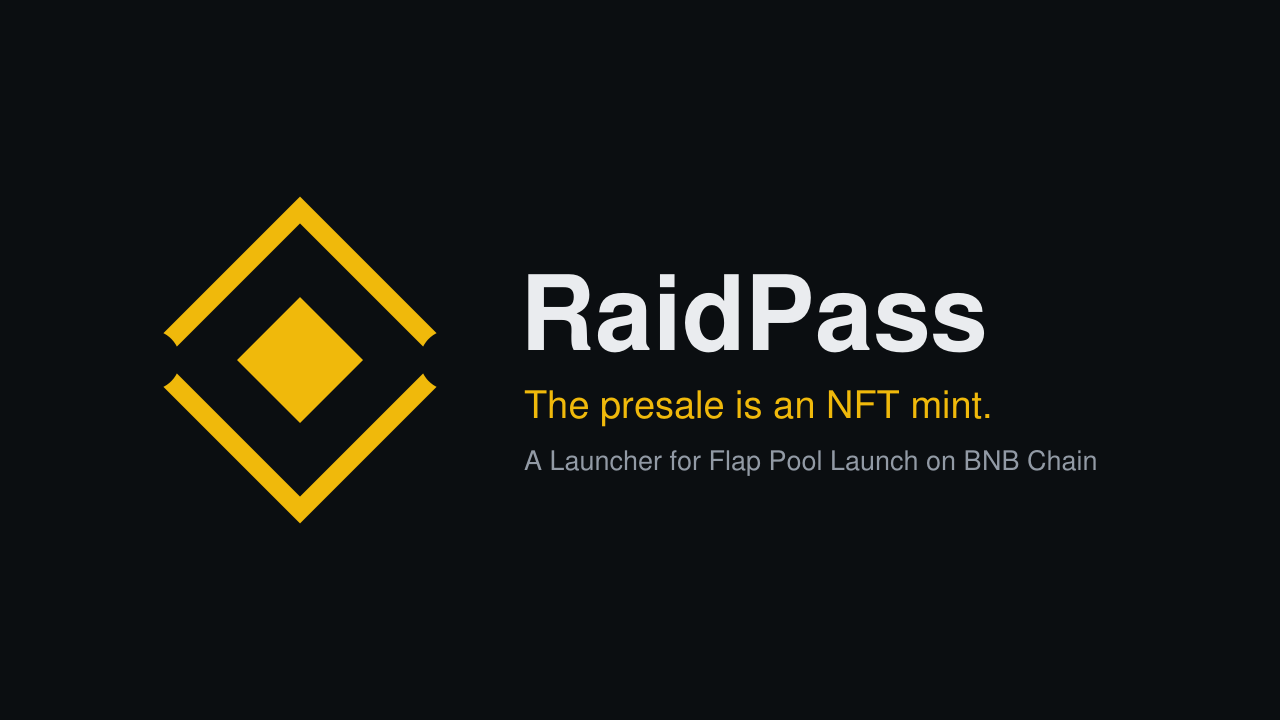 RaidPass
The presale is an NFT mint.
A Launcher for Flap Pool Launch on BNB Chain